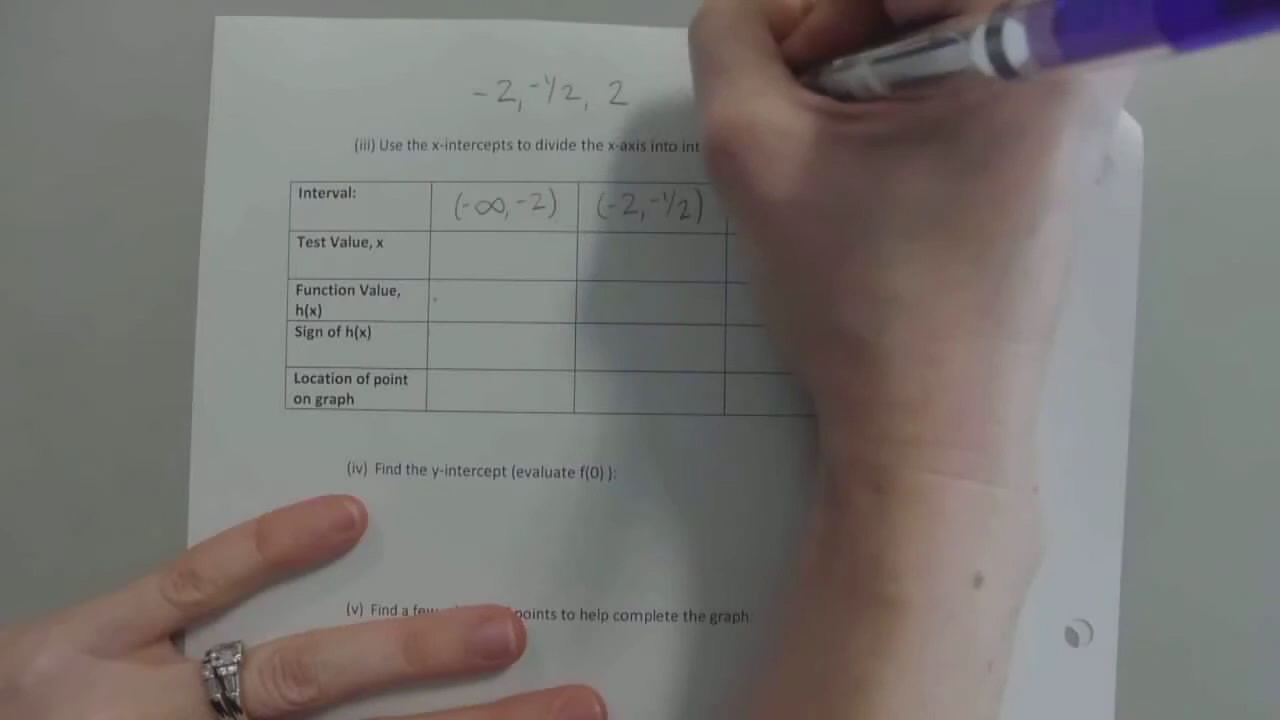 -2, -1/2, 2
(iii) Use the x-intercepts to divide the x-axis into
Interval: (-∞, -2) (-2, -1/2)
Test Value, x
Function Value,
h(x)
Sign of h(x)
Location of point
on graph
(iv) Find the y-intercept (evaluate f(0) ):
(v) Find a points to help complete the graph